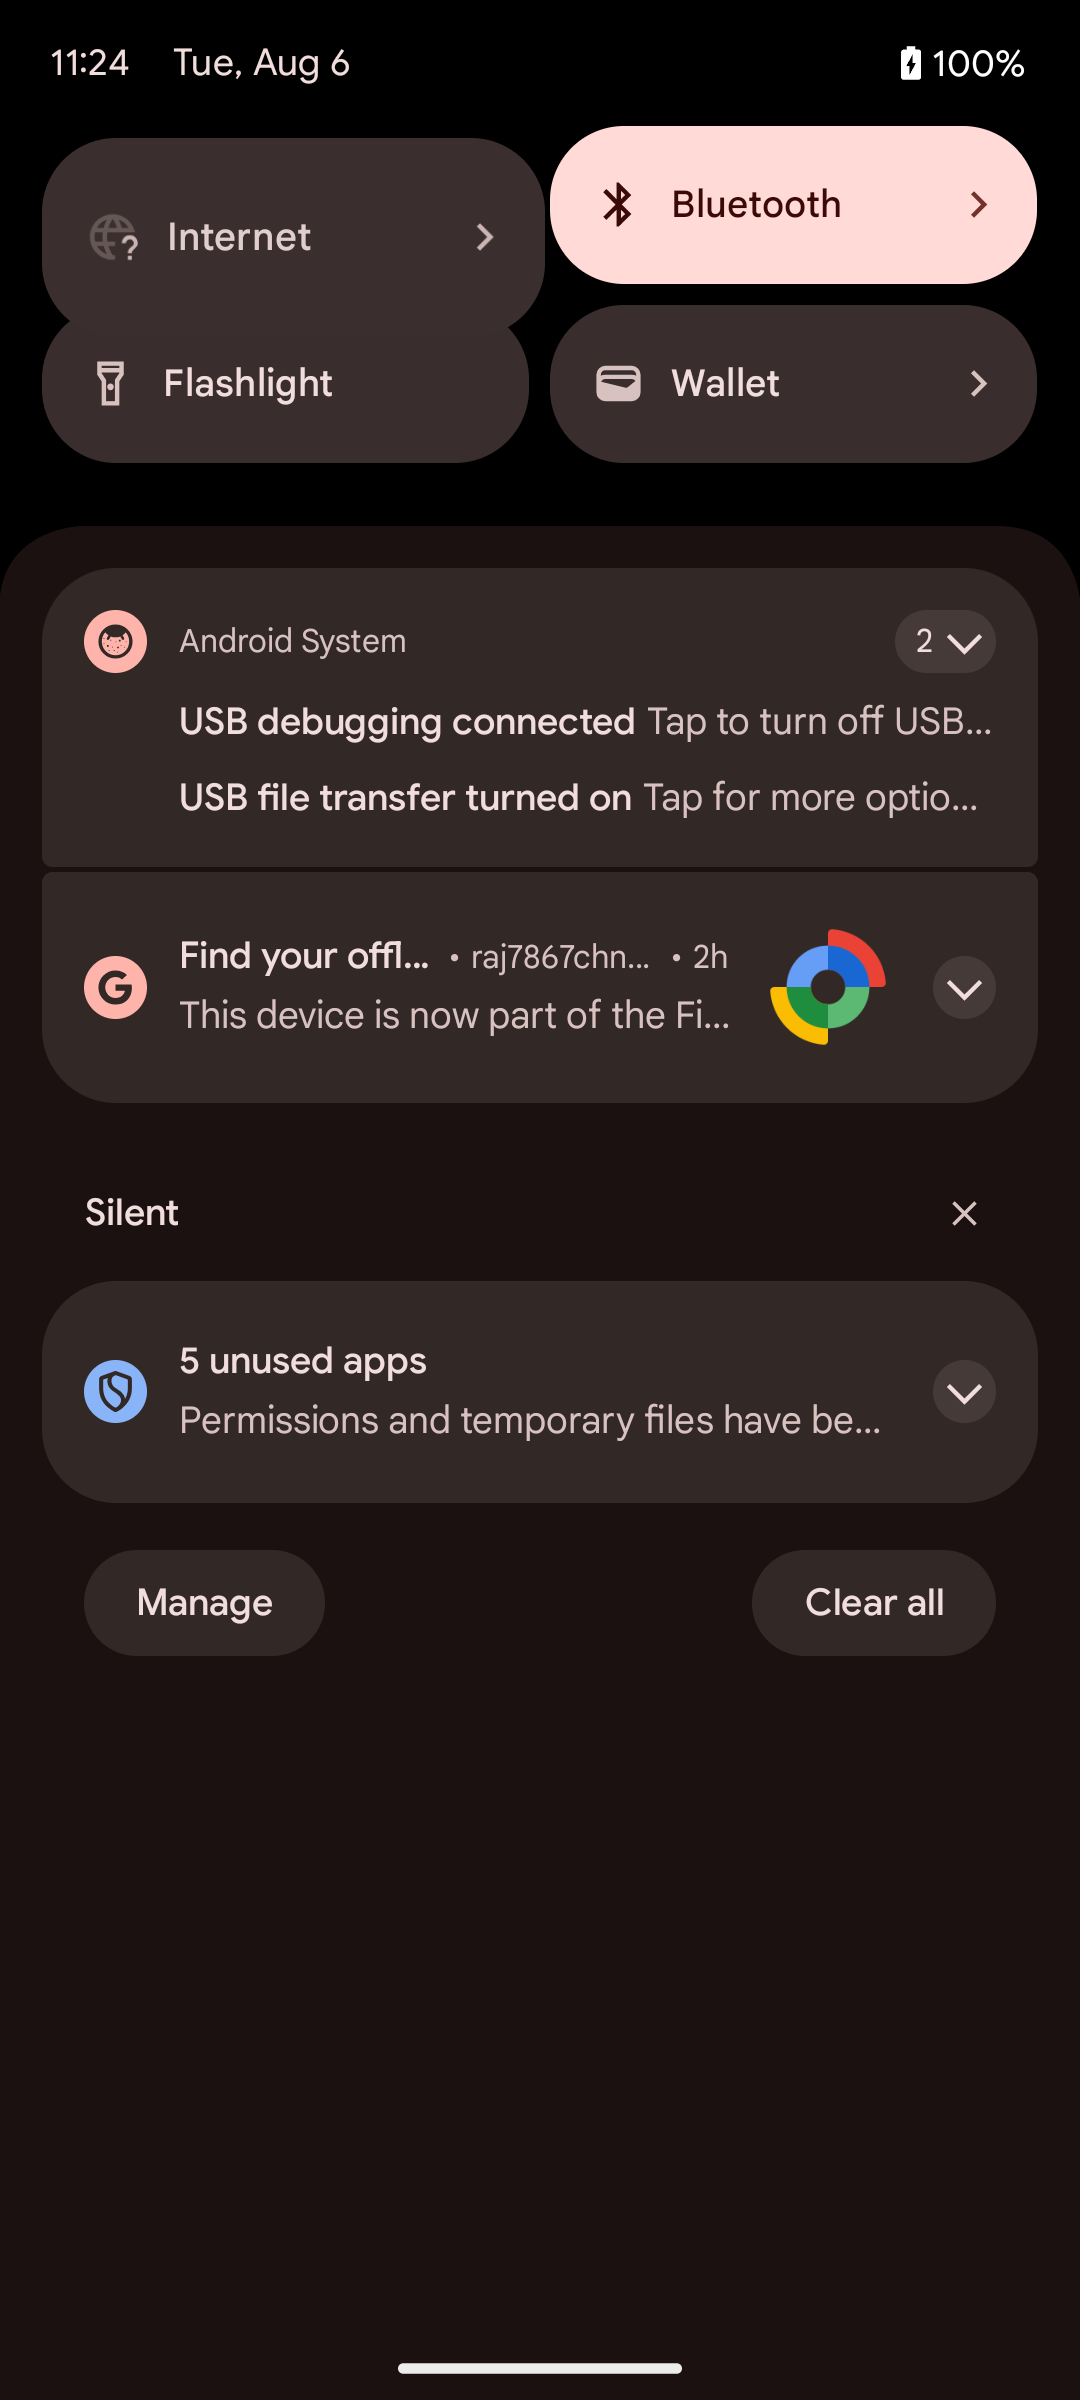 11:24 Tue, Aug 6 100%
Internet
Bluetooth
Flashlight
Wallet
Android System 2
USB debugging connected Tap to turn off USB...
USB file transfer turned on Tap for more optio...
Find your offl... • raj7867chn... • 2h
This device is now part of the Fi...
Silent
5 unused apps
Permissions and temporary files have be...
Manage
Clear all